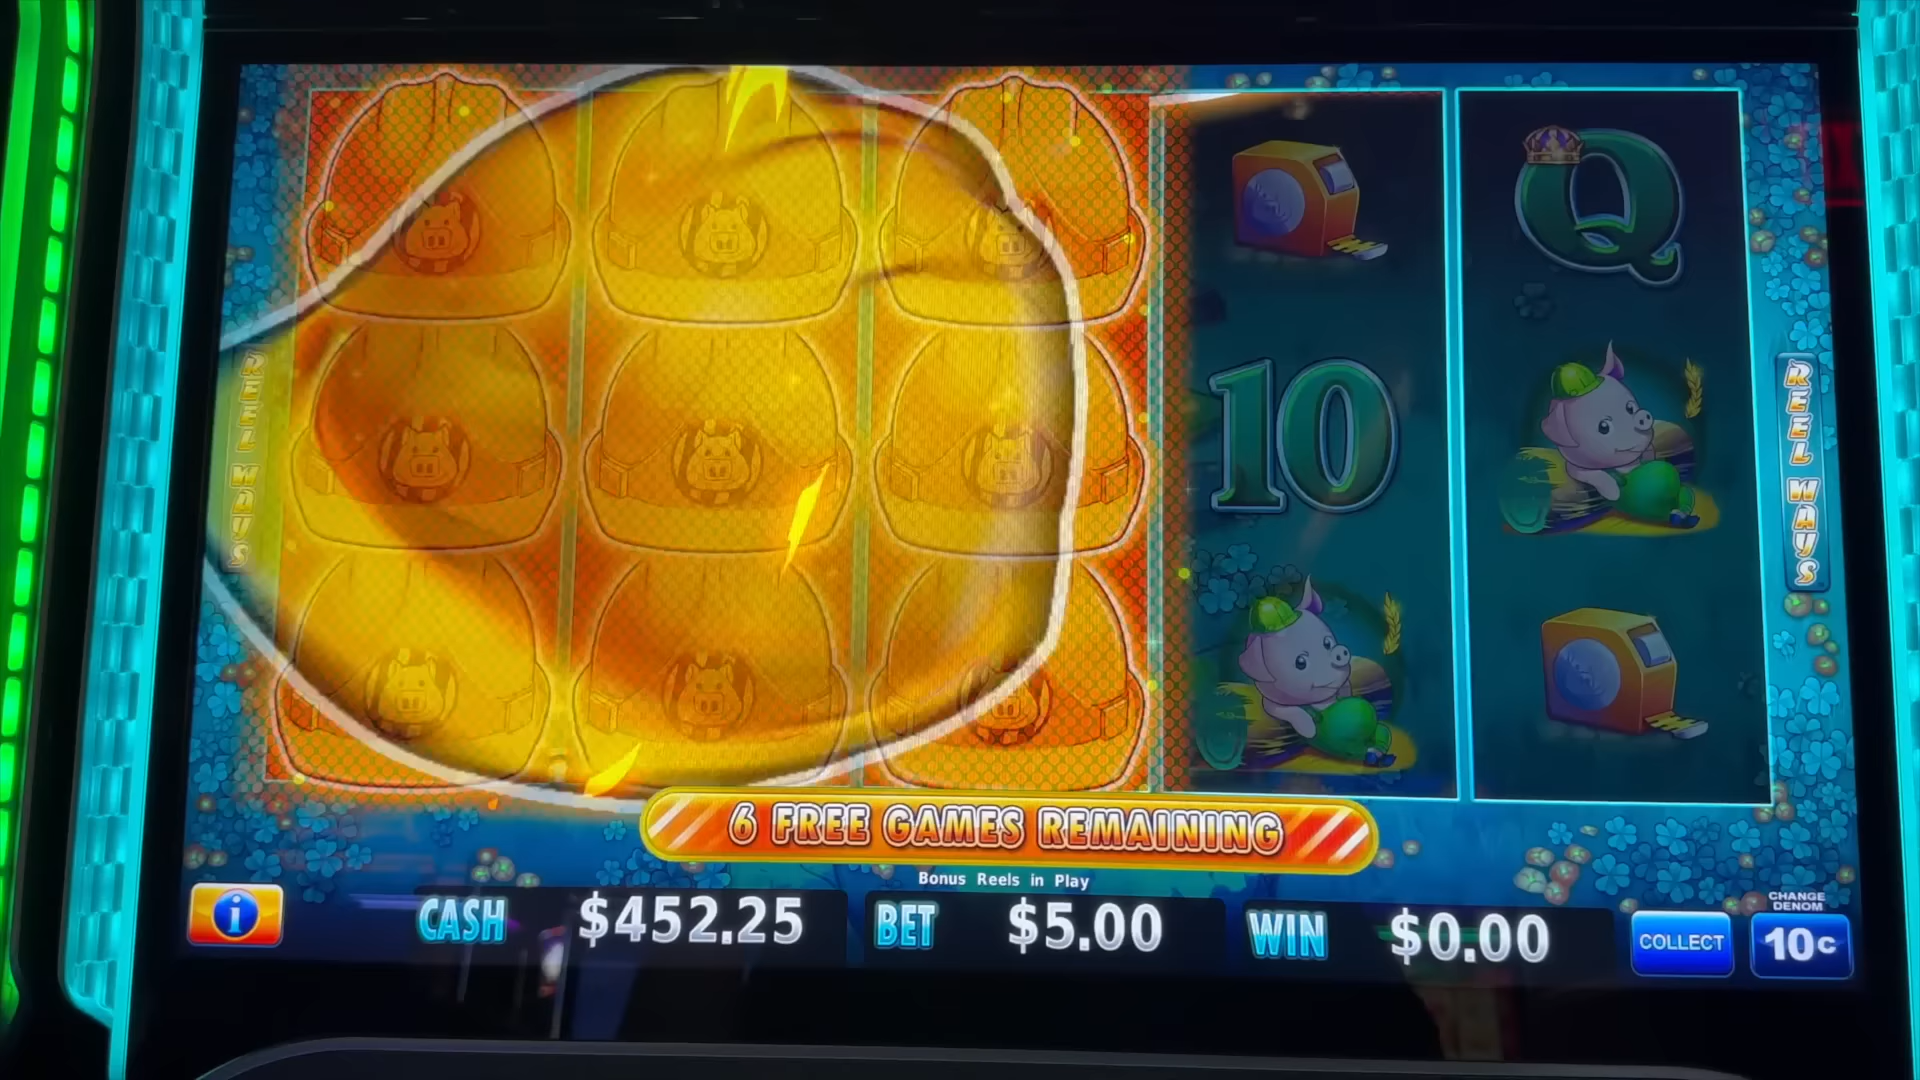 Q
REEL WAYS
10
REEL WAYS
6 FREE GAMES REMAINING
Bonus Reels in Play
i
CASH $452.25
BET $5.00
WIN $0.00
COLLECT
CHANGE
DENOM
10¢